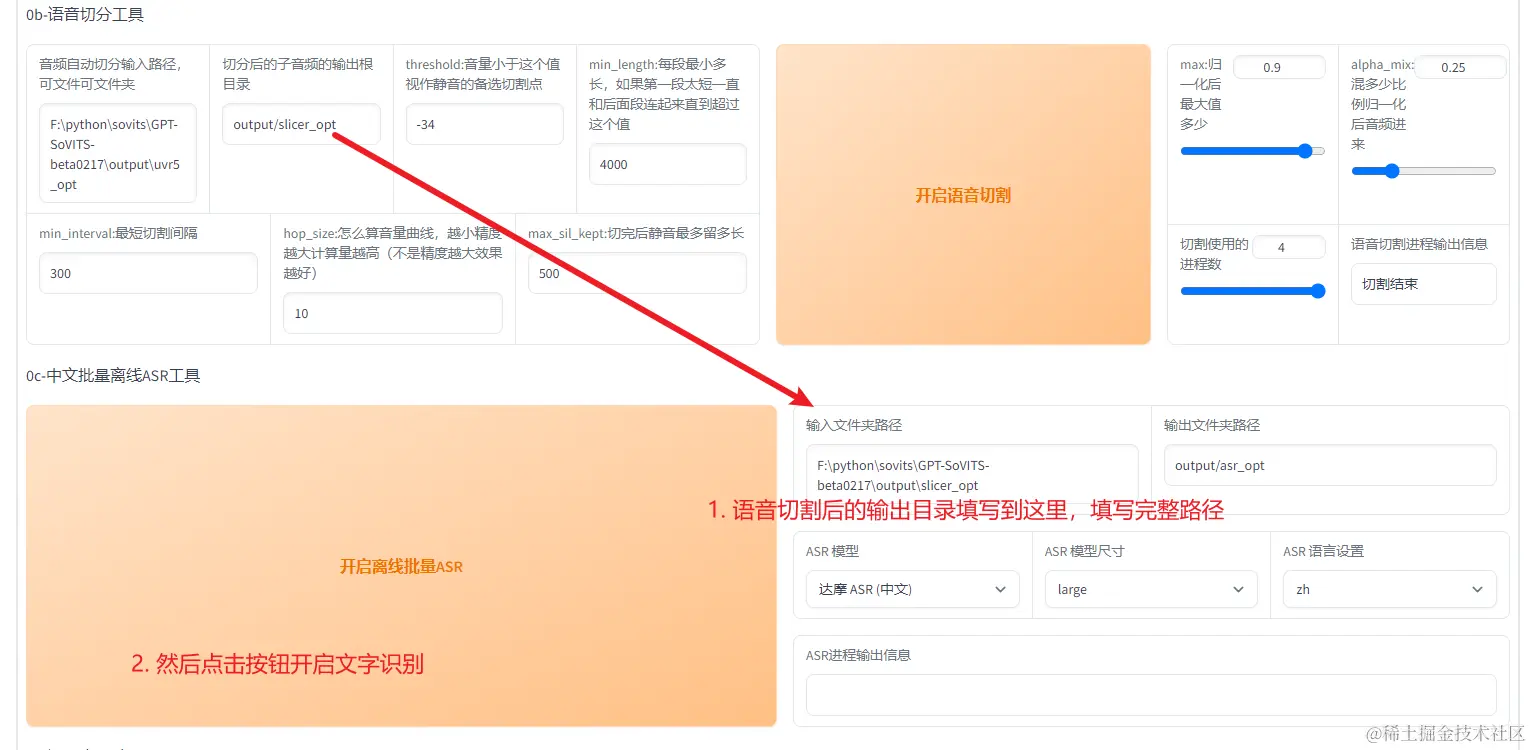 0b-语音切分工具
音频自动切分输入路径，
可文件可文件夹
F:\python\sovits\GPT-
SoVITS-
beta0217\output\uvr5
_opt
切分后的子音频的输出根
目录
output/slicer_opt
threshold:音量小于这个值
视作静音的备选切割点
-34
min_length:每段最小多
长，如果第一段太短一直
和后面段连起来直到超过
这个值
4000
min_interval:最短切割间隔
300
hop_size:怎么算音量曲线，越小精度
越大计算量越高（不是精度越大效果
越好）
10
max_sil_kept:切完后静音最多留多长
500
开启语音切割
max:归
一化后
最大值
多少
0.9
alpha_mix:
混多少比
例归一化
后音频进
来
0.25
切割使用的
进程数
4
语音切割进程输出信息
切割结束
0c-中文批量离线ASR工具
开启离线批量ASR
2. 然后点击按钮开启文字识别
输入文件夹路径
F:\python\sovits\GPT-SoVITS-
beta0217\output\slicer_opt
输出文件夹路径
output/asr_opt
1. 语音切割后的输出目录填写到这里，填写完整路径
ASR 模型
达摩 ASR (中文)
ASR 模型尺寸
large
ASR 语言设置
zh
ASR进程输出信息
@稀土掘金技术社区